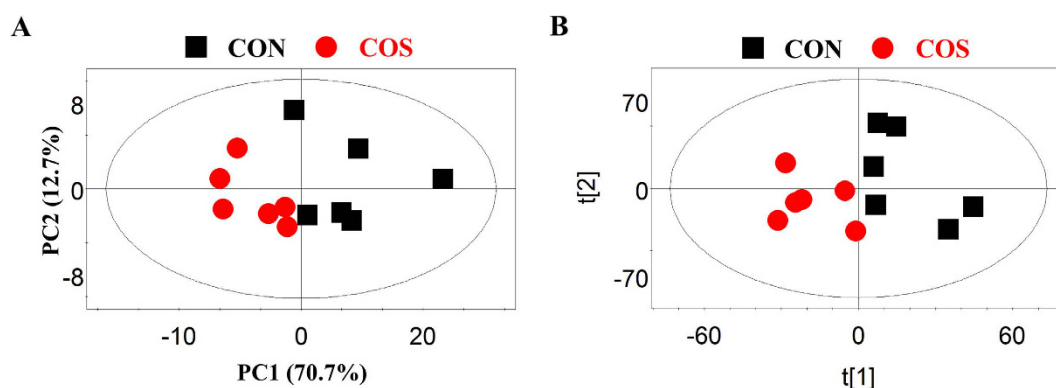 A
CON COS
8
0
-8
PC2 (12.7%)
-10 0 20
PC1 (70.7%)
B
CON COS
70
0
-70
t[2]
-60 0 60
t[1]